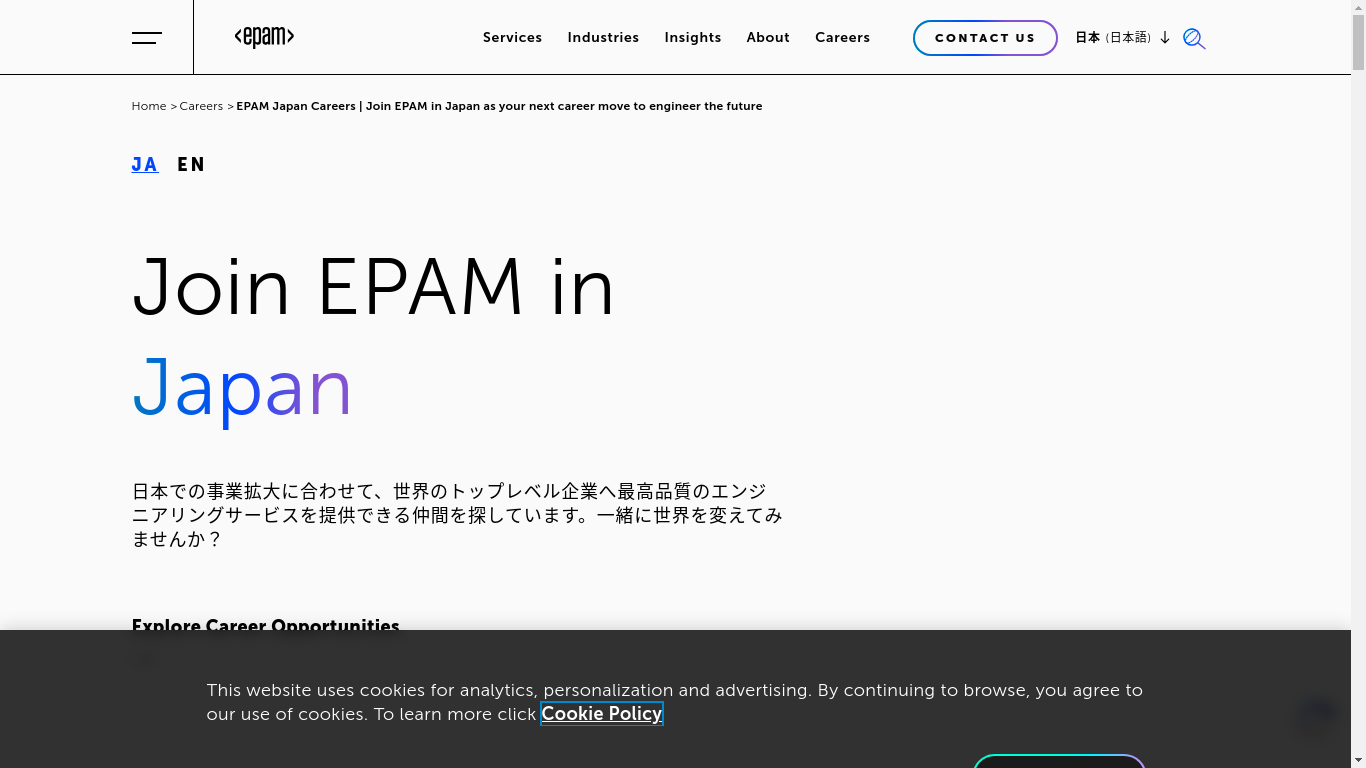 <epam>
Services Industries Insights About Careers
CONTACT US
日本 (日本語)
Home > Careers > EPAM Japan Careers | Join EPAM in Japan as your next career move to engineer the future
JA EN
Join EPAM in
Japan
日本での事業拡大に合わせて、世界のトップレベル企業へ最高品質のエンジ
ニアリングサービスを提供できる仲間を探しています。一緒に世界を変えてみ
ませんか？
Explore Career Opportunities
This website uses cookies for analytics, personalization and advertising. By continuing to browse, you agree to
our use of cookies. To learn more click Cookie Policy